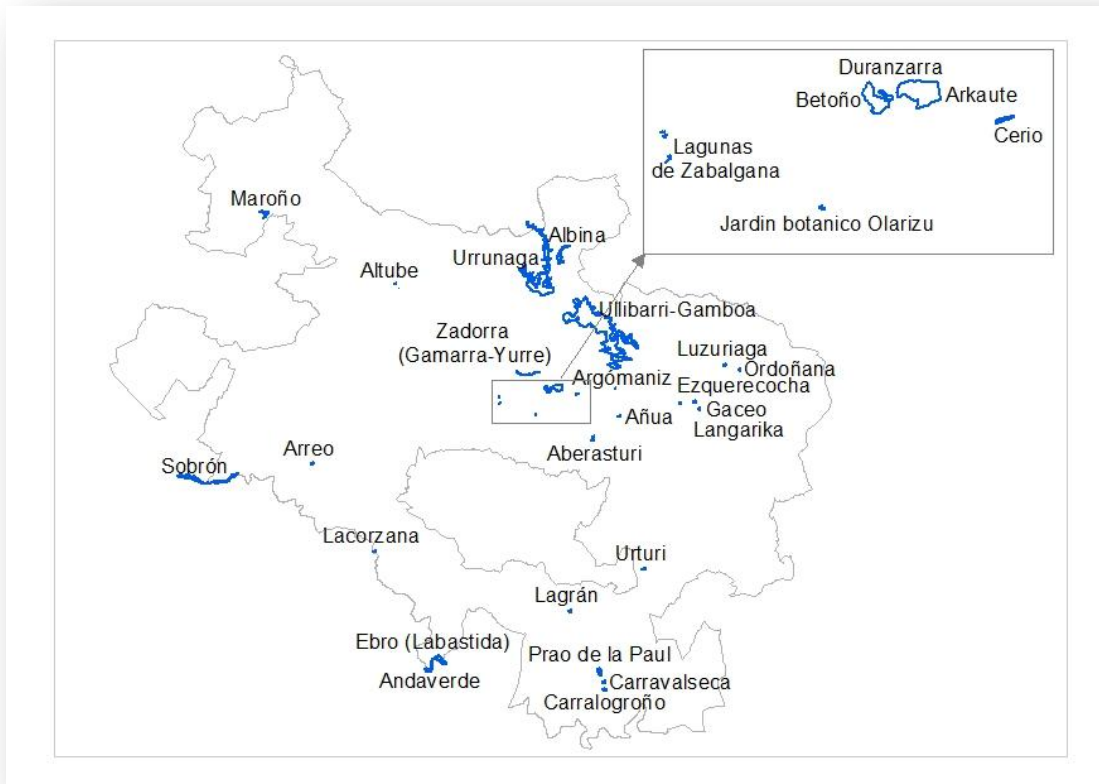 Duranzarra
Betoño
Arkaute
Cerio
Lagunas
de Zabalgana
Jardin botanico Olarizu
Maroño
Albina
Urrunaga
Altube
Ullibarri-Gamboa
Zadorra
(Gamarra-Yurre)
Luzuriaga
Ordoñana
Argómaniz
Ezquerecocha
Gaceo
Añua
Langarika
Aberasturi
Arreo
Sobrón
Lacorzana
Urturi
Lagrán
Ebro (Labastida)
Prao de la Paul
Andaverde
Carravalseca
Carralogroño